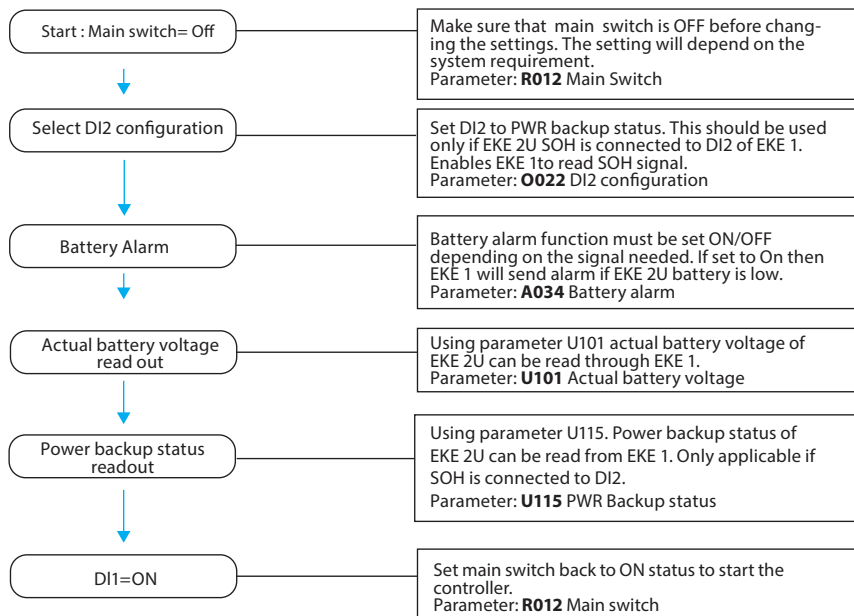 Start : Main switch= Off
Make sure that main switch is OFF before chang-
ing the settings. The setting will depend on the
system requirement.
Parameter: R012 Main Switch
Select DI2 configuration
Set DI2 to PWR backup status. This should be used
only if EKE 2U SOH is connected to DI2 of EKE 1.
Enables EKE 1to read SOH signal.
Parameter: O022 DI2 configuration
Battery Alarm
Battery alarm function must be set ON/OFF
depending on the signal needed. If set to On then
EKE 1 will send alarm if EKE 2U battery is low.
Parameter: A034 Battery alarm
Actual battery voltage
read out
Using parameter U101 actual battery voltage of
EKE 2U can be read through EKE 1.
Parameter: U101 Actual battery voltage
Power backup status
readout
Using parameter U115. Power backup status of
EKE 2U can be read from EKE 1. Only applicable if
SOH is connected to DI2.
Parameter: U115 PWR Backup status
DI1=ON
Set main switch back to ON status to start the
controller.
Parameter: R012 Main switch